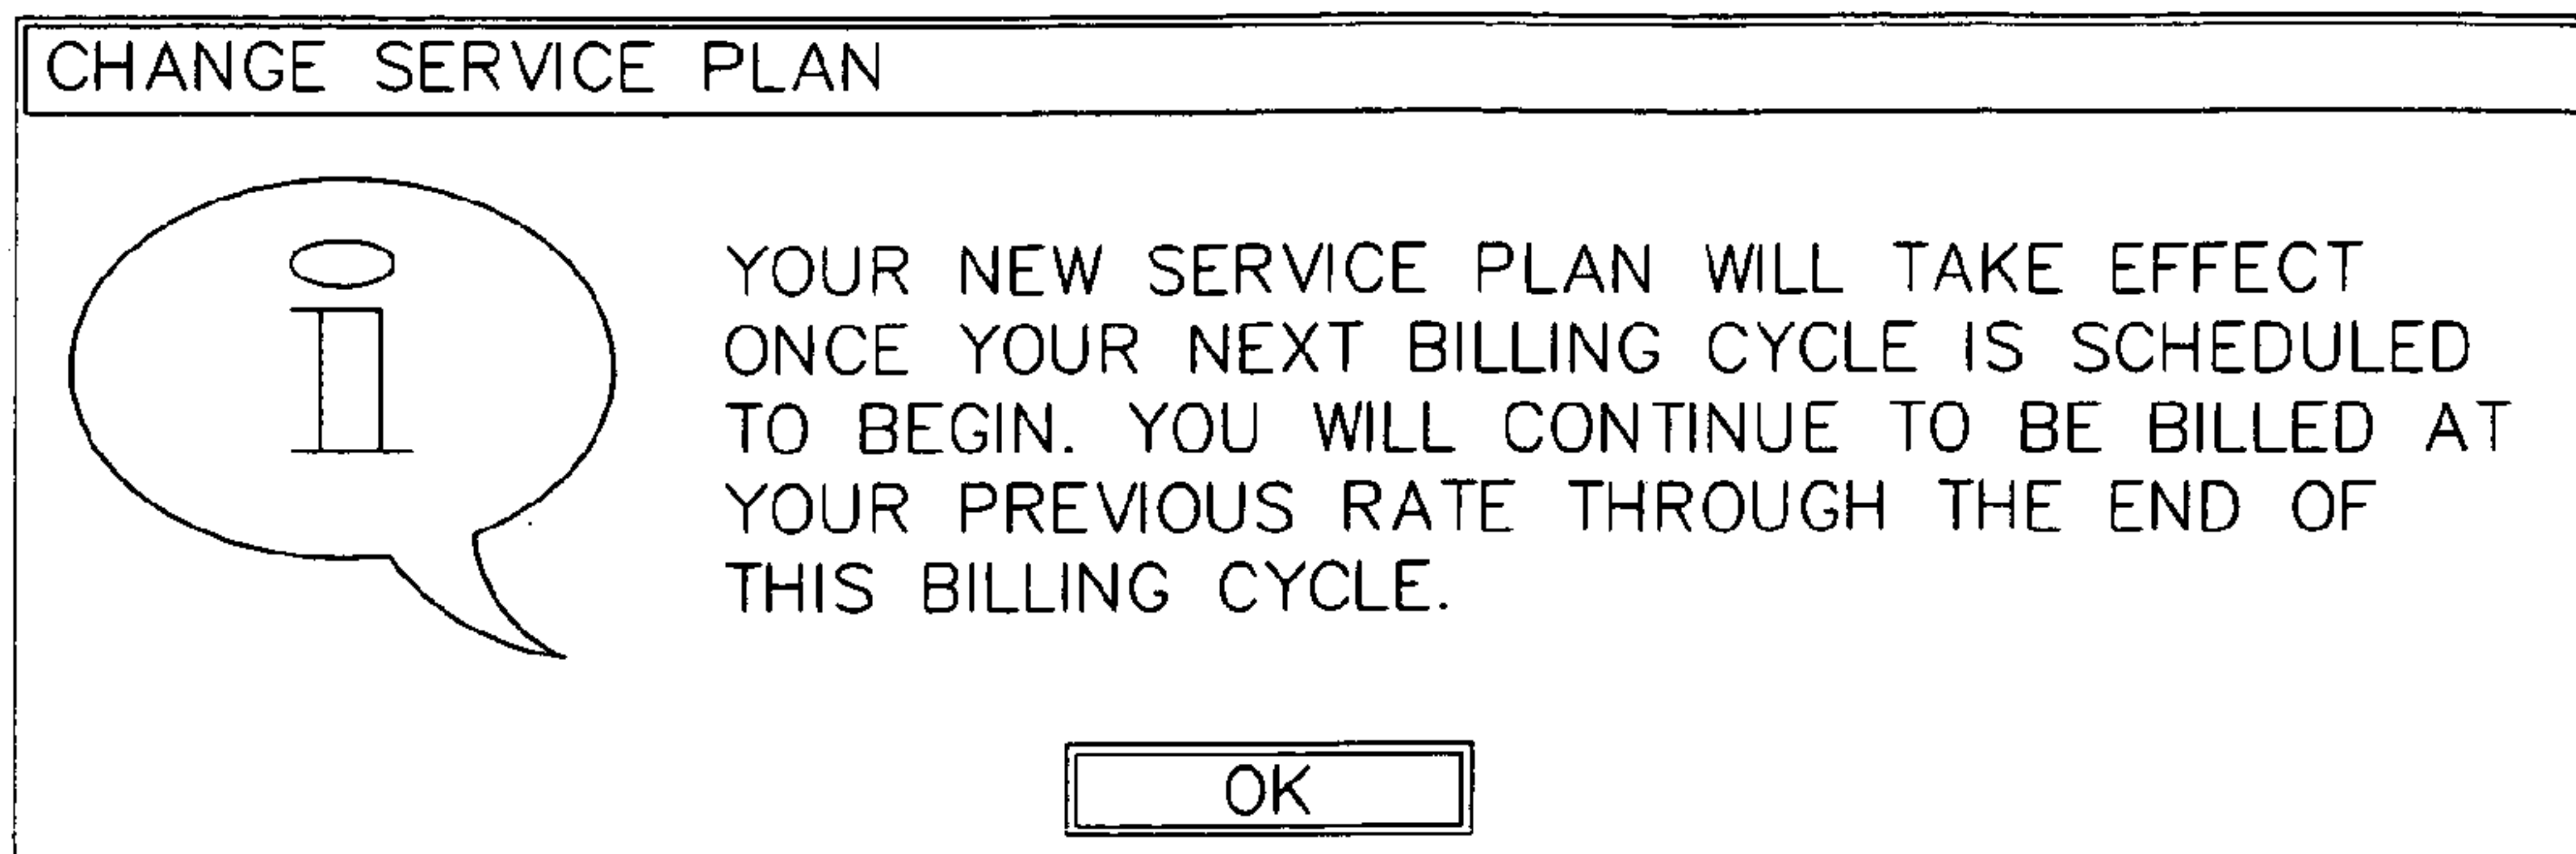 CHANGE SERVICE PLAN
i
YOUR NEW SERVICE PLAN WILL TAKE EFFECT
ONCE YOUR NEXT BILLING CYCLE IS SCHEDULED
TO BEGIN. YOU WILL CONTINUE TO BE BILLED AT
YOUR PREVIOUS RATE THROUGH THE END OF
THIS BILLING CYCLE.
OK